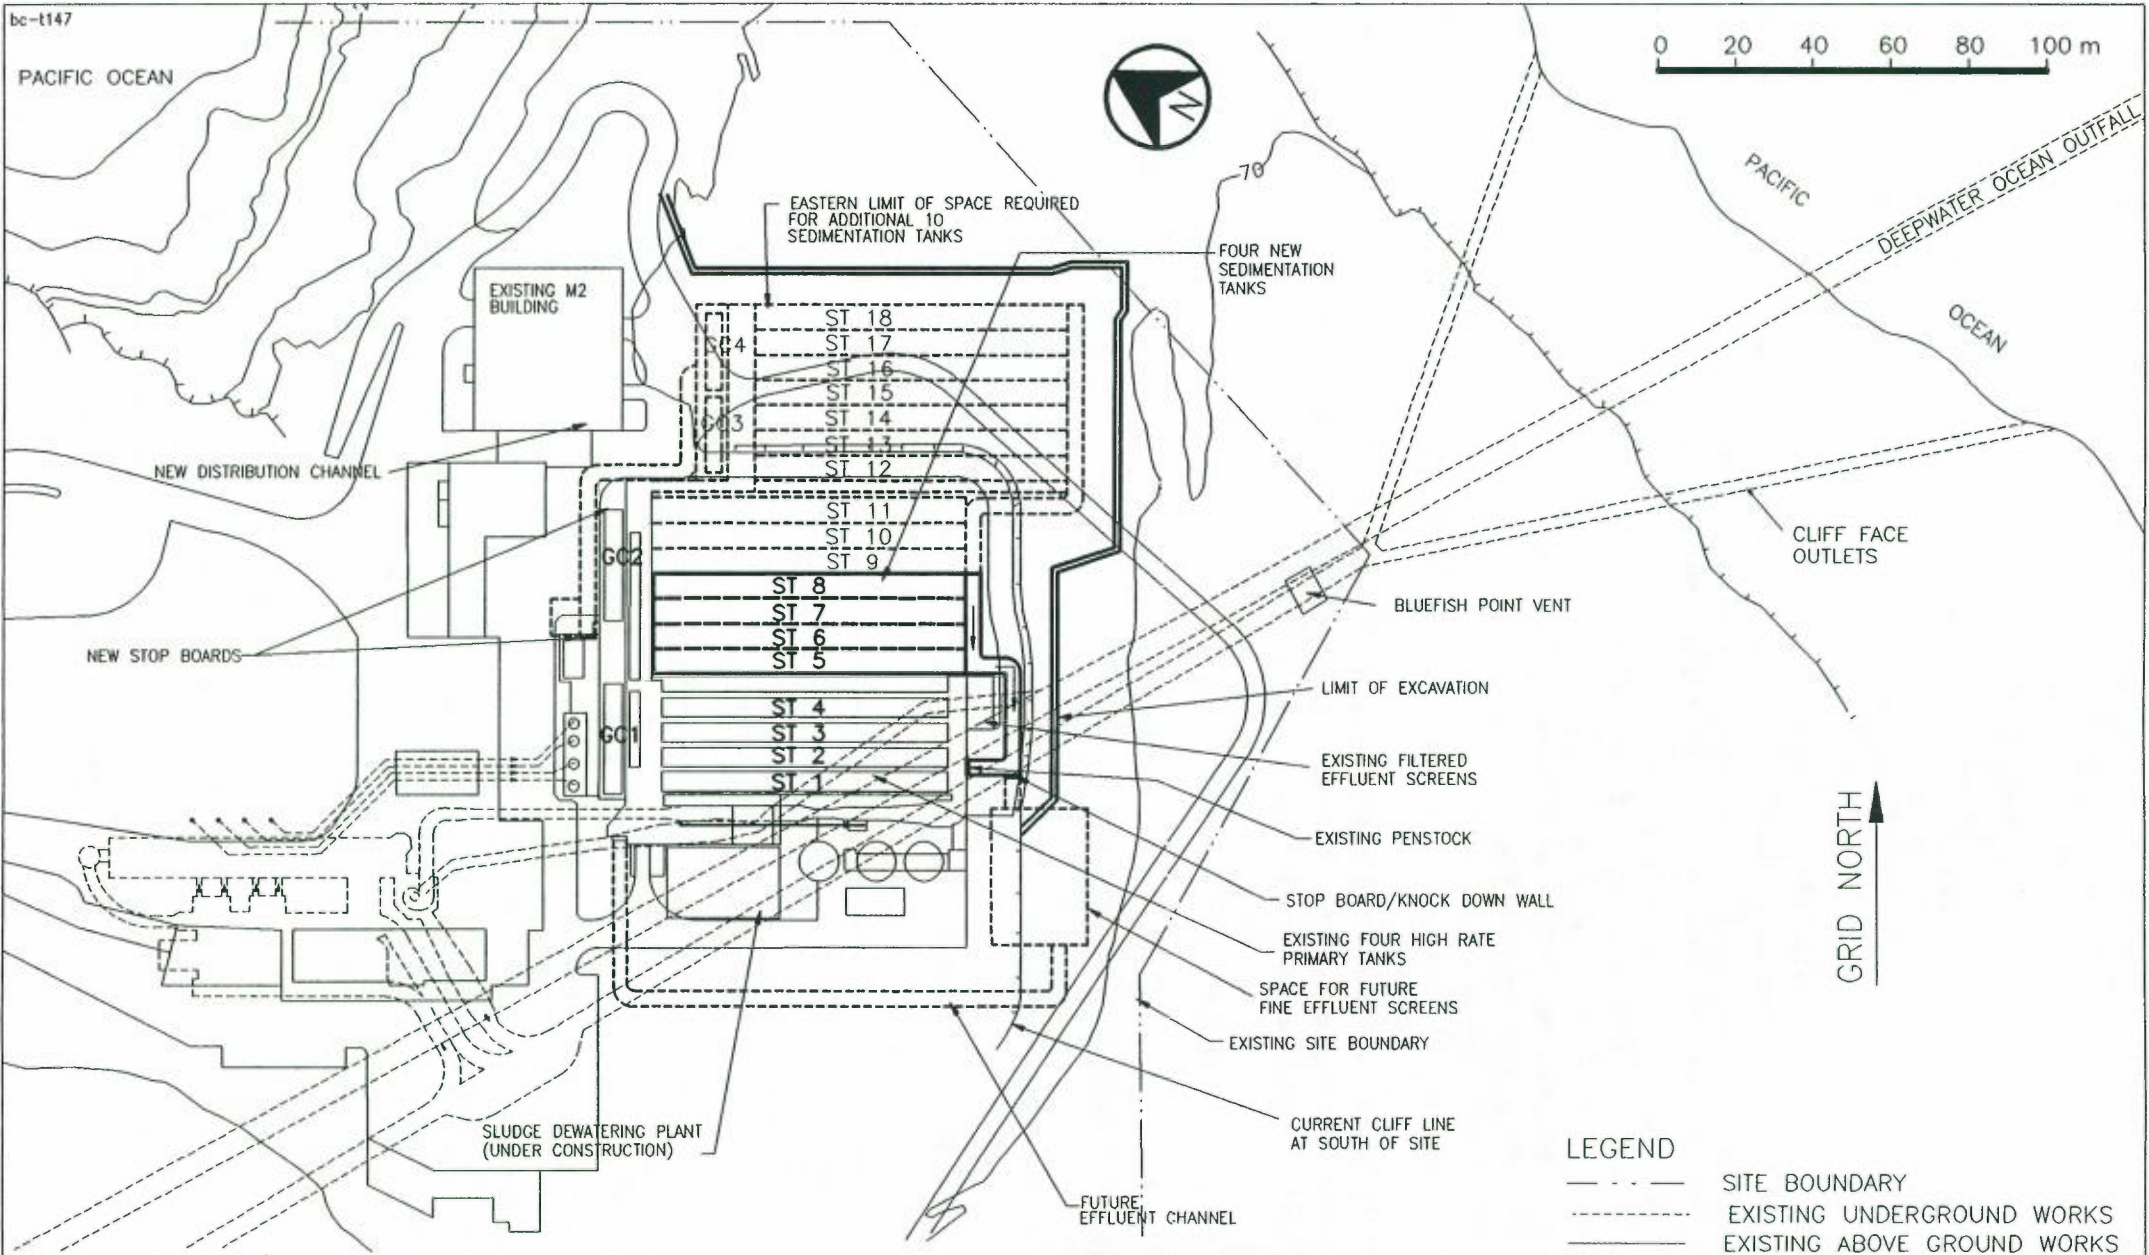 bc-t147
PACIFIC OCEAN
0 20 40 60 80 100 m
N
70
PACIFIC
OCEAN
DEEPWATER OCEAN OUTFALL
EASTERN LIMIT OF SPACE REQUIRED
FOR ADDITIONAL 10
SEDIMENTATION TANKS
FOUR NEW
SEDIMENTATION
TANKS
EXISTING M2
BUILDING
ST 18
ST 17
ST 16
ST 15
ST 14
ST 13
ST 12
ST 11
ST 10
ST 9
ST 8
ST 7
ST 6
ST 5
ST 4
ST 3
ST 2
ST 1
GC4
GC3
GC2
GC1
NEW DISTRIBUTION CHANNEL
NEW STOP BOARDS
CLIFF FACE
OUTLETS
BLUEFISH POINT VENT
LIMIT OF EXCAVATION
EXISTING FILTERED
EFFLUENT SCREENS
EXISTING PENSTOCK
STOP BOARD/KNOCK DOWN WALL
EXISTING FOUR HIGH RATE
PRIMARY TANKS
SPACE FOR FUTURE
FINE EFFLUENT SCREENS
EXISTING SITE BOUNDARY
CURRENT CLIFF LINE
AT SOUTH OF SITE
FUTURE
EFFLUENT CHANNEL
SLUDGE DEWATERING PLANT
(UNDER CONSTRUCTION)
GRID NORTH
LEGEND
SITE BOUNDARY
EXISTING UNDERGROUND WORKS
EXISTING ABOVE GROUND WORKS